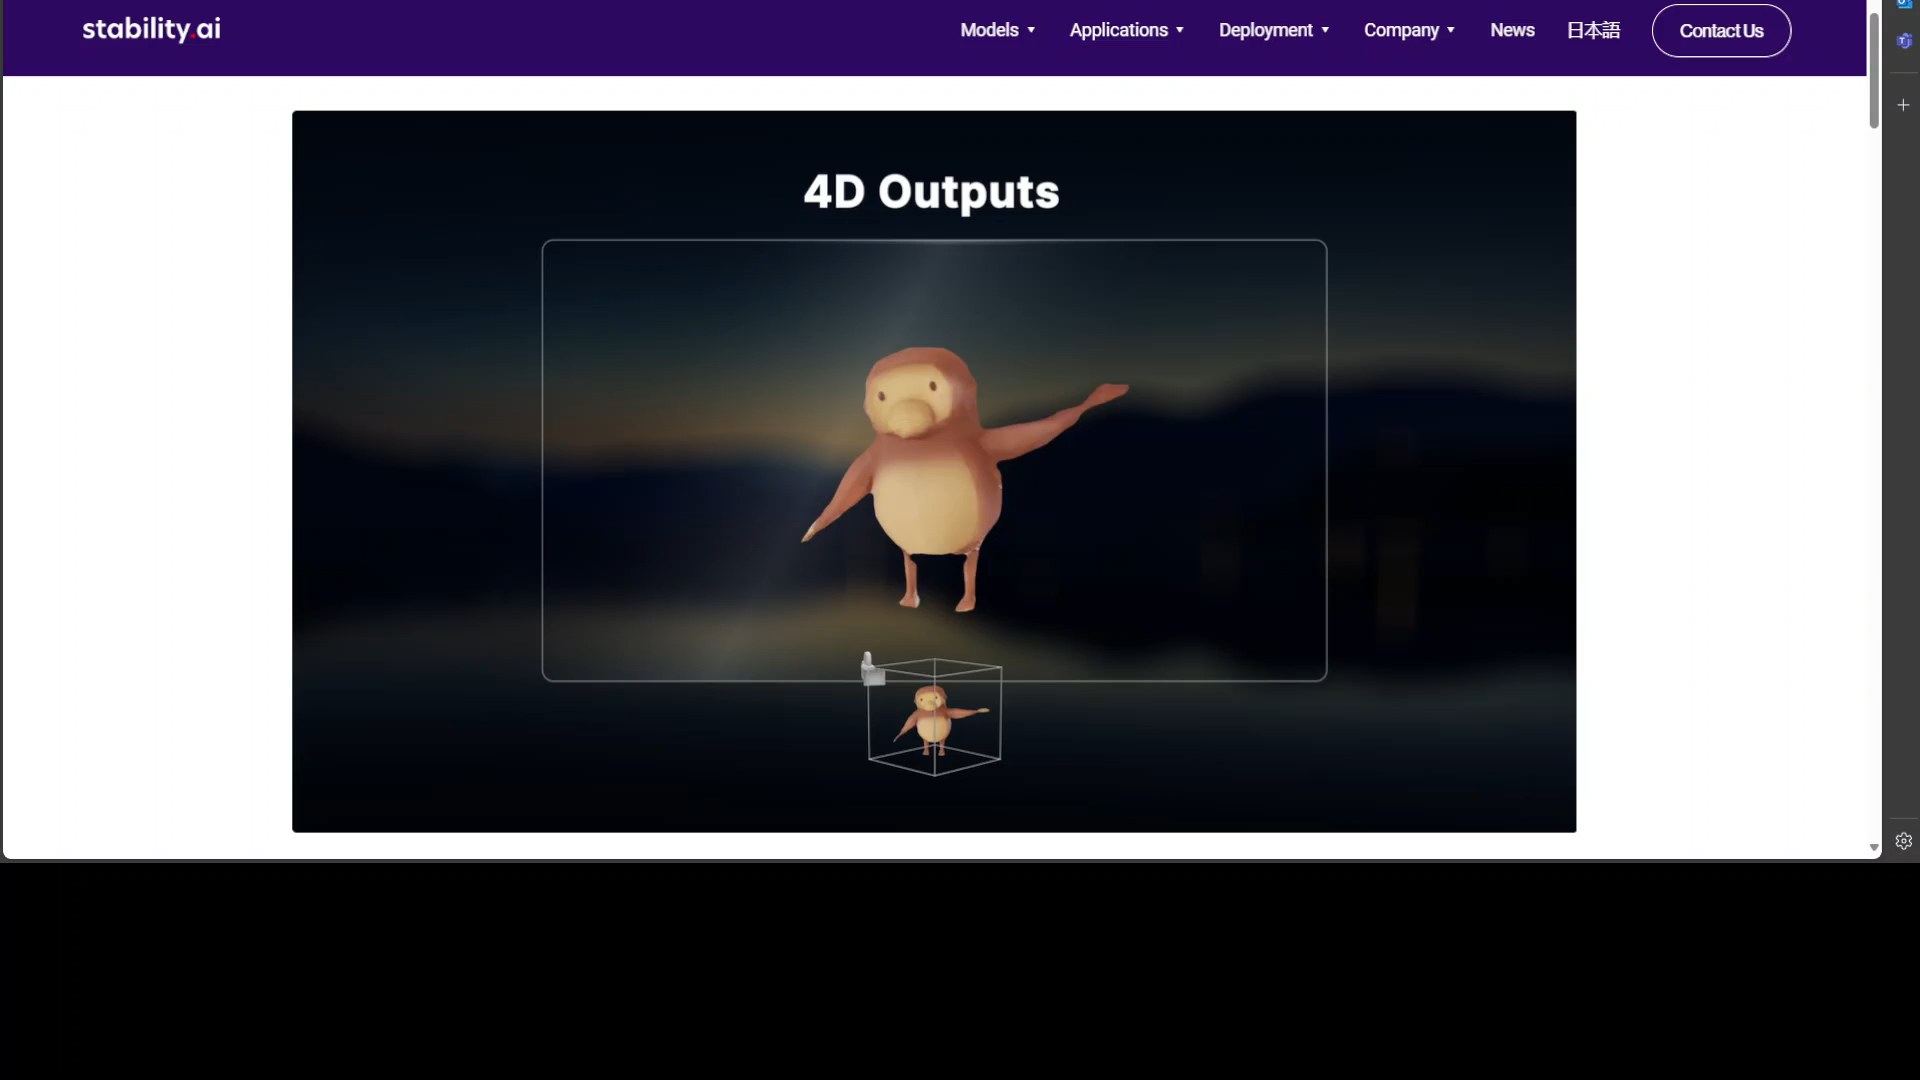 stability.ai
Models
Applications
Deployment
Company
News
日本語
Contact Us
4D Outputs